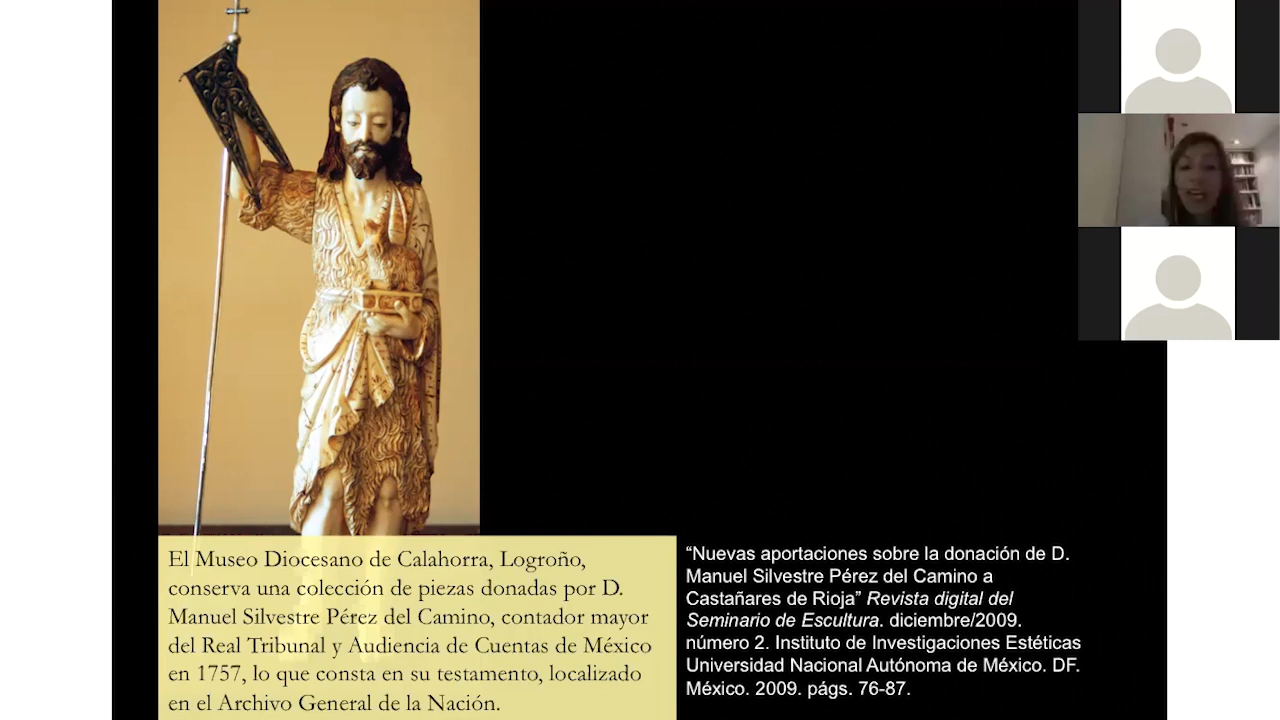 El Museo Diocesano de Calahorra, Logroño,
conserva una colección de piezas donadas por D.
Manuel Silvestre Pérez del Camino, contador mayor
del Real Tribunal y Audiencia de Cuentas de México
en 1757, lo que consta en su testamento, localizado
en el Archivo General de la Nación.
“Nuevas aportaciones sobre la donación de D.
Manuel Silvestre Pérez del Camino a
Castañares de Rioja” Revista digital del
Seminario de Escultura. diciembre/2009.
número 2. Instituto de Investigaciones Estéticas
Universidad Nacional Autónoma de México. DF.
México. 2009. págs. 76-87.